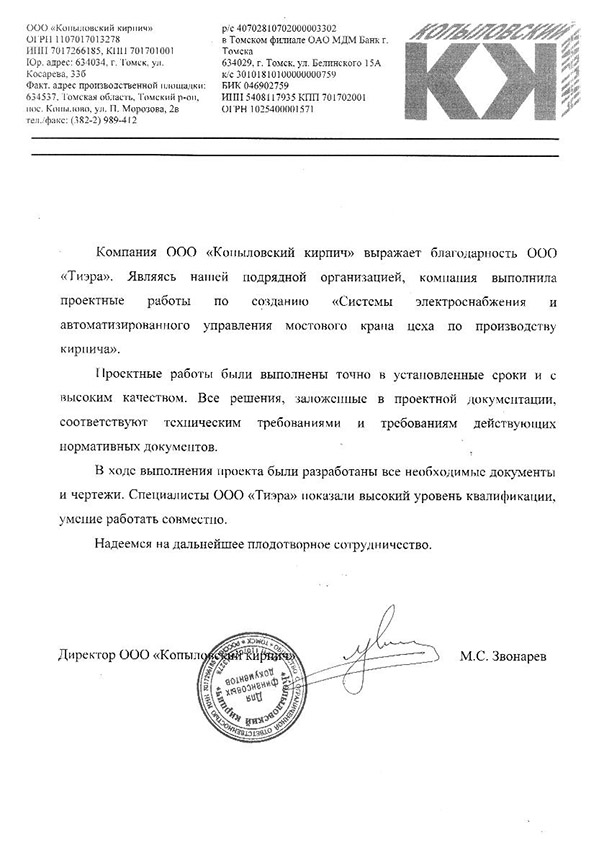 ООО «Копыловский кирпич»
ОГРН 1107017013278
ИНН 7017266185, КПП 701701001
Юр. адрес: 634034, г. Томск, ул.
Косарева, 33б
Факт. адрес производственной площадки:
634537, Томская область, Томский р-он,
пос. Копылово, ул. П. Морозова, 2в
тел./факс: (382-2) 989-412
р/с 40702810702000003302
в Томском филиале ОАО МДМ Банк г.
Томска
634029, г. Томск, ул. Белинского 15А
к/с 30101810100000000759
БИК 046902759
ИНН 5408117935 КПП 701702001
ОГРН 1025400001571
КОПЫЛОВСКИЙ
КИРПИЧ
КК
Компания ООО «Копыловский кирпич» выражает благодарность ООО
«Тиэра». Являясь нашей подрядной организацией, компания выполнила
проектные работы по созданию «Системы электроснабжения и
автоматизированного управления мостового крана цеха по производству
кирпича».
Проектные работы были выполнены точно в установленные сроки и с
высоким качеством. Все решения, заложенные в проектной документации,
соответствуют техническим требованиями и требованиям действующих
нормативных документов.
В ходе выполнения проекта были разработаны все необходимые документы
и чертежи. Специалисты ООО «Тиэра» показали высокий уровень квалификации,
умение работать совместно.
Надеемся на дальнейшее плодотворное сотрудничество.
Директор ООО «Копыловский кирпич»
М.С. Звонарев
Для
финансовых
документов
«Копыловский кирпич»